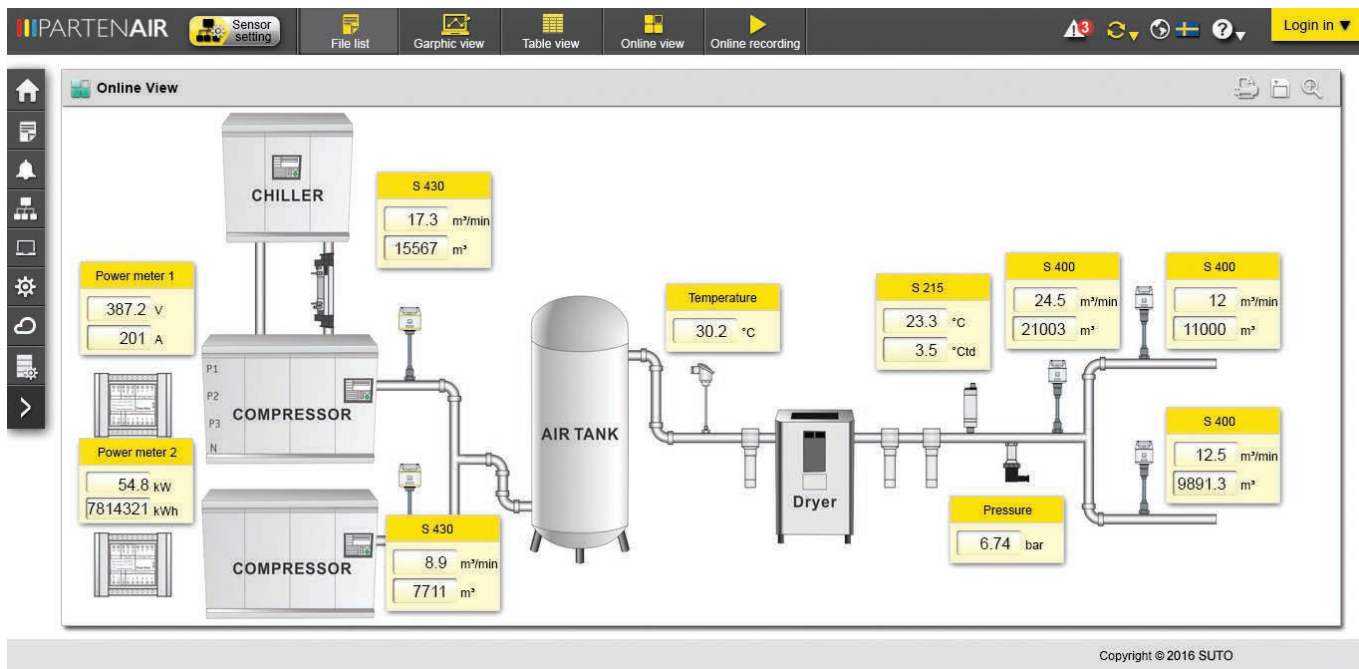 PARTENAIR
Sensor
setting
File list
Garphic view
Table view
Online view
Online recording
3
?
Login in ▼
Online View
CHILLER
S 430
17.3 m³/min
15567 m³
Power meter 1
387.2 V
201 A
P1
P2
P3
N
COMPRESSOR
Power meter 2
54.8 kW
7814321 kWh
COMPRESSOR
S 430
8.9 m³/min
7711 m³
AIR TANK
Temperature
30.2 °C
Dryer
S 215
23.3 °C
3.5 °Ctd
Pressure
6.74 bar
S 400
24.5 m³/min
21003 m³
S 400
12 m³/min
11000 m³
S 400
12.5 m³/min
9891.3 m³
Copyright © 2016 SUTO